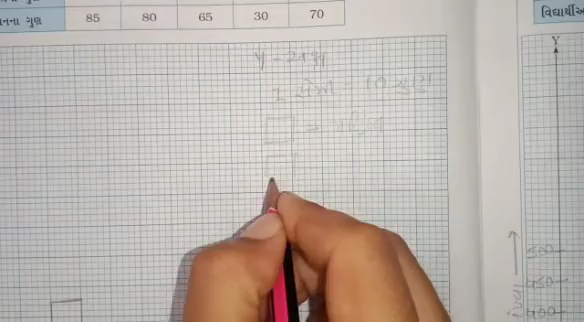 ાનના ગુણ 85 80 65 30 70
વિદ્યાર્થીઓ
Y
y - અક્ષ
1 સેમી = 10 ગુણ
=
500
450
400